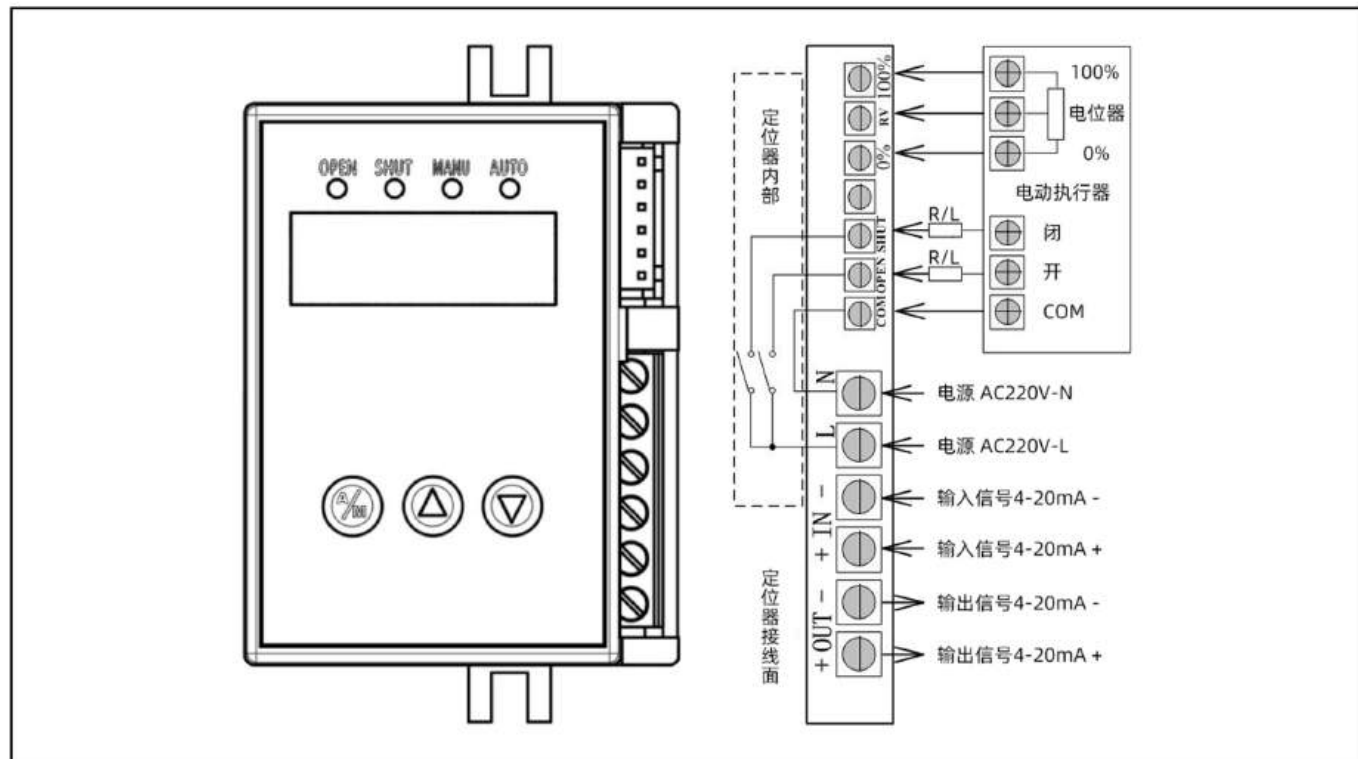 OPEN SHUT MANU AUTO
A/M
定位器内部
定位器接线面
100%
RV
0%
SHUT
OPEN
COM
N
L
- IN +
- OUT +
R/L
R/L
100%
电位器
0%
电动执行器
闭
开
COM
电源 AC220V-N
电源 AC220V-L
输入信号4-20mA -
输入信号4-20mA +
输出信号4-20mA -
输出信号4-20mA +